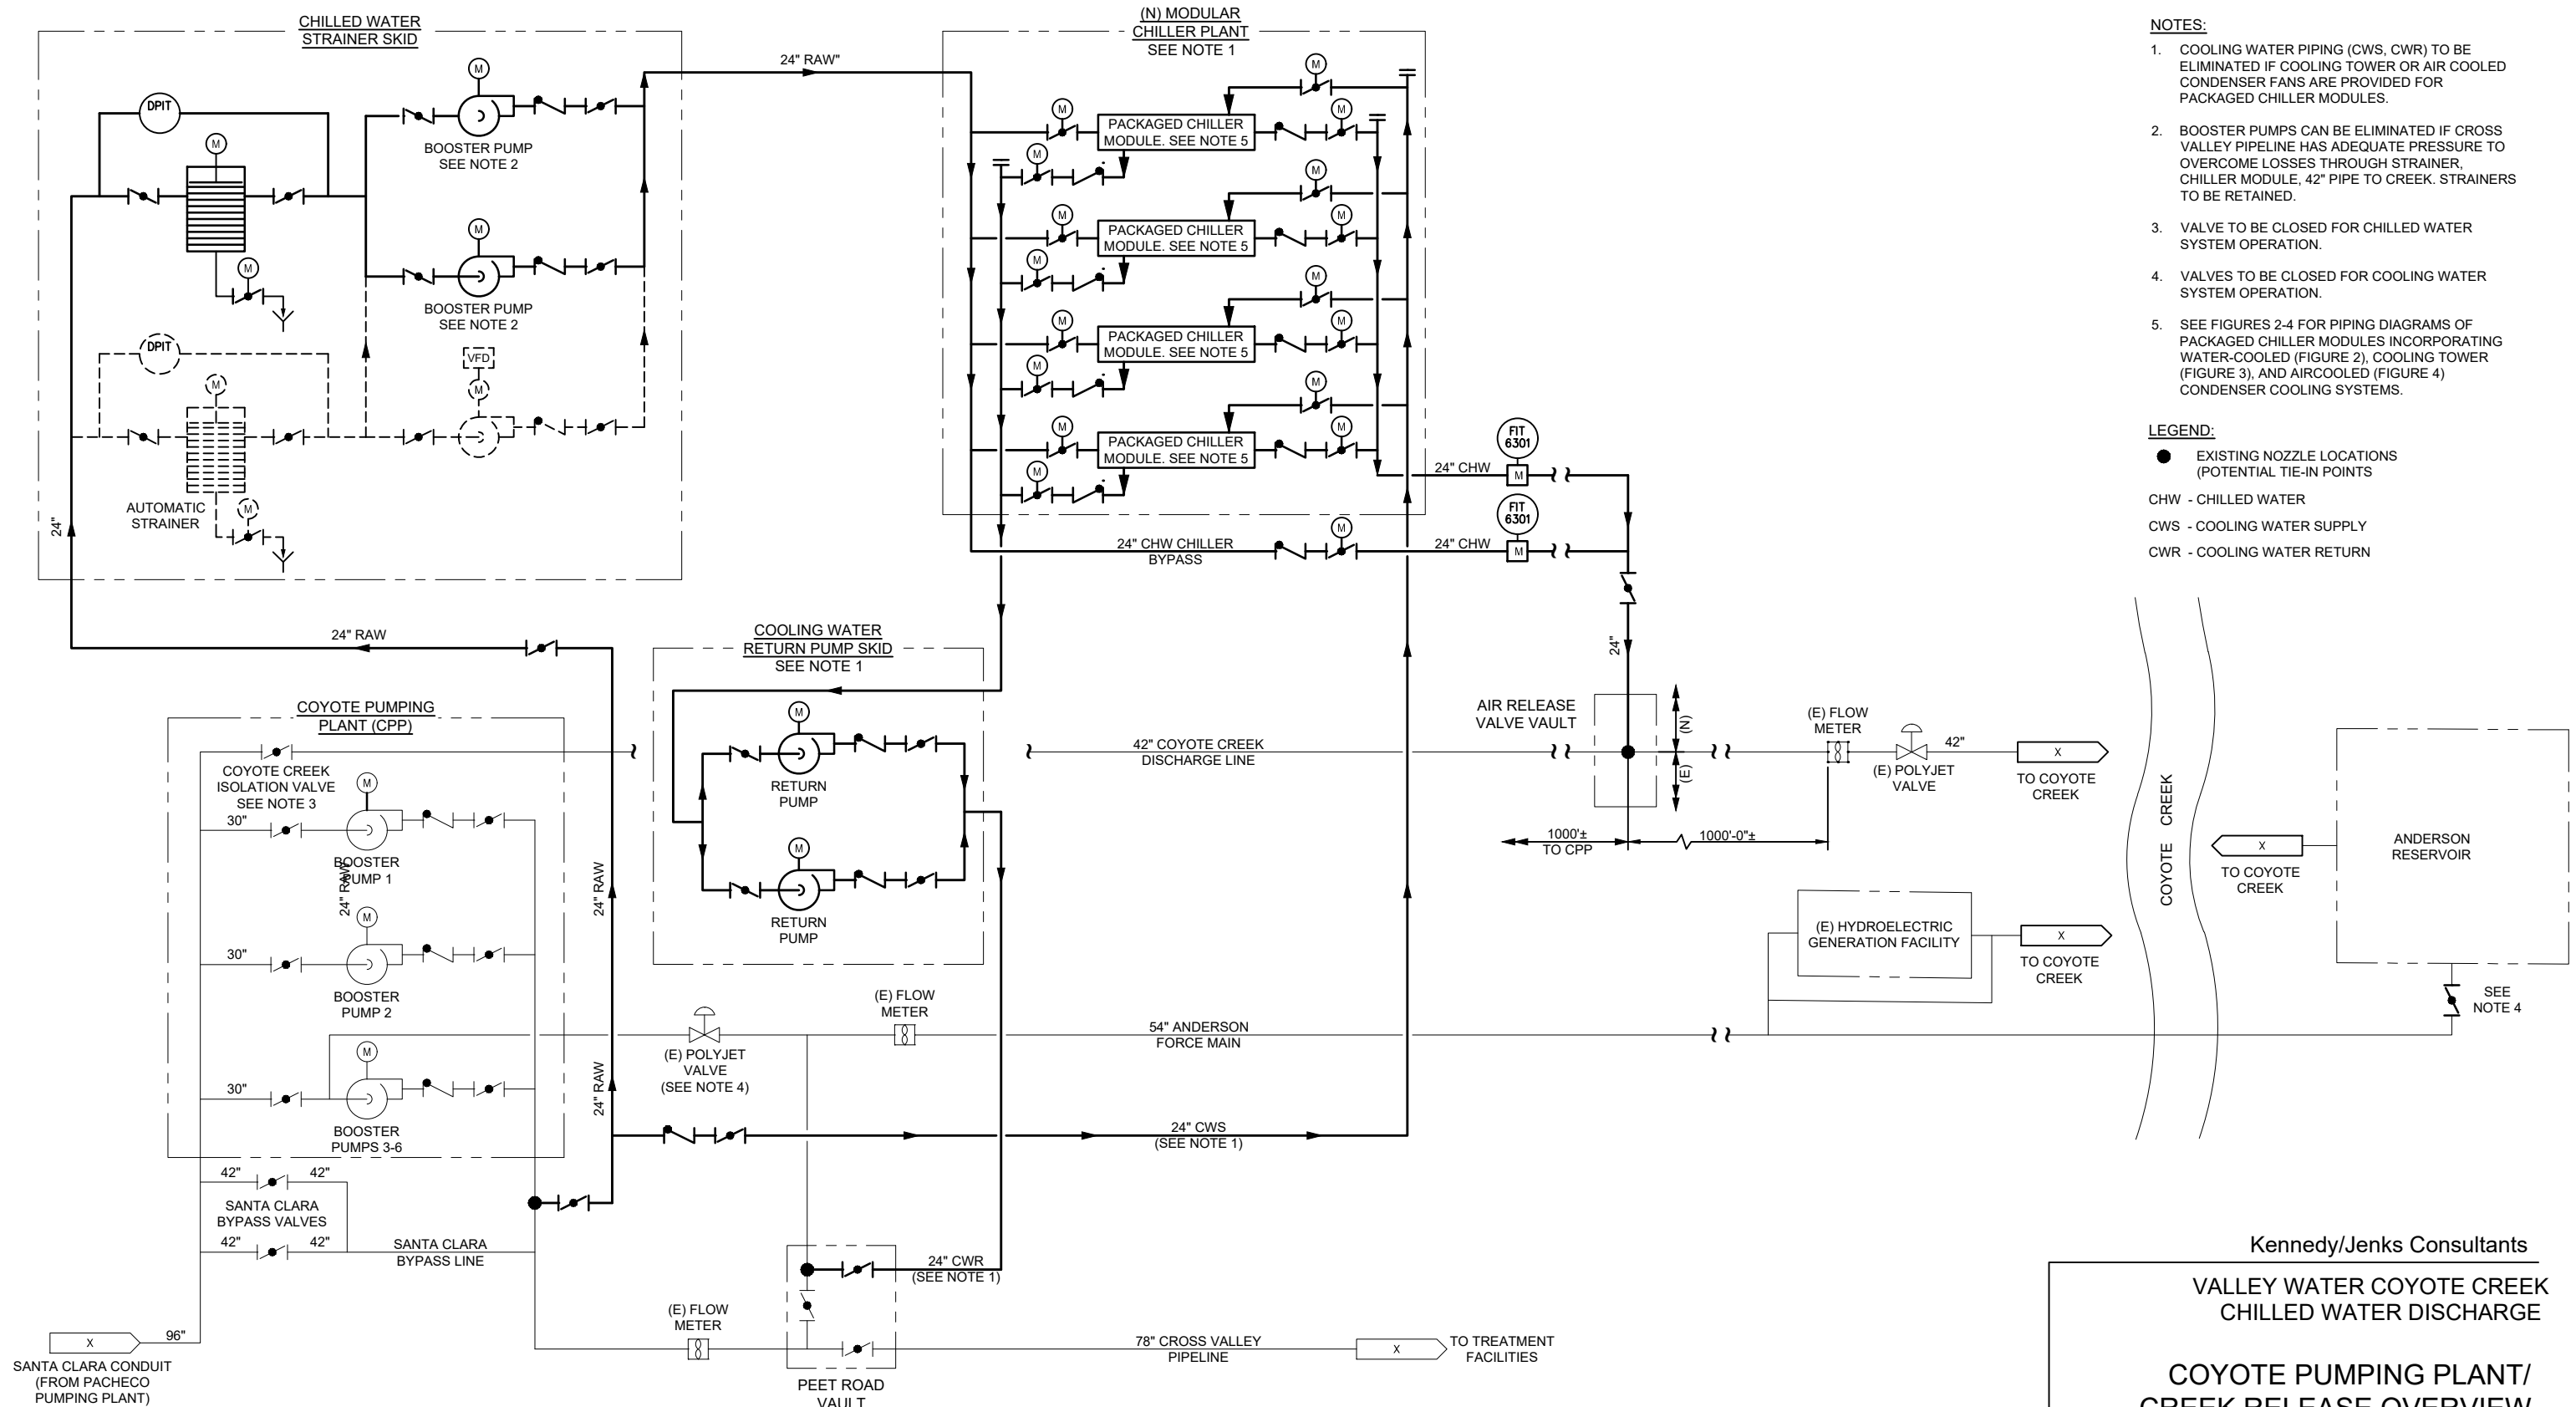 CHILLED WATER
STRAINER SKID
DPIT
M
M
BOOSTER PUMP
SEE NOTE 2
M
M
BOOSTER PUMP
SEE NOTE 2
DPIT
M
VFD
M
AUTOMATIC
STRAINER
M
24"
24" RAW"
(N) MODULAR
CHILLER PLANT
SEE NOTE 1
M
M
PACKAGED CHILLER
MODULE. SEE NOTE 5
M
M
M
M
PACKAGED CHILLER
MODULE. SEE NOTE 5
M
M
M
M
PACKAGED CHILLER
MODULE. SEE NOTE 5
M
M
M
M
PACKAGED CHILLER
MODULE. SEE NOTE 5
M
M
24" CHW
FIT
6301
M
24" CHW CHILLER
BYPASS
M
24" CHW
FIT
6301
M
24"
NOTES:
1. COOLING WATER PIPING (CWS, CWR) TO BE
ELIMINATED IF COOLING TOWER OR AIR COOLED
CONDENSER FANS ARE PROVIDED FOR
PACKAGED CHILLER MODULES.
2. BOOSTER PUMPS CAN BE ELIMINATED IF CROSS
VALLEY PIPELINE HAS ADEQUATE PRESSURE TO
OVERCOME LOSSES THROUGH STRAINER,
CHILLER MODULE, 42" PIPE TO CREEK. STRAINERS
TO BE RETAINED.
3. VALVE TO BE CLOSED FOR CHILLED WATER
SYSTEM OPERATION.
4. VALVES TO BE CLOSED FOR COOLING WATER
SYSTEM OPERATION.
5. SEE FIGURES 2-4 FOR PIPING DIAGRAMS OF
PACKAGED CHILLER MODULES INCORPORATING
WATER-COOLED (FIGURE 2), COOLING TOWER
(FIGURE 3), AND AIRCOOLED (FIGURE 4)
CONDENSER COOLING SYSTEMS.
LEGEND:
EXISTING NOZZLE LOCATIONS
(POTENTIAL TIE-IN POINTS
CHW - CHILLED WATER
CWS - COOLING WATER SUPPLY
CWR - COOLING WATER RETURN
24" RAW
COOLING WATER
RETURN PUMP SKID
SEE NOTE 1
M
RETURN
PUMP
M
RETURN
PUMP
COYOTE PUMPING
PLANT (CPP)
COYOTE CREEK
ISOLATION VALVE
SEE NOTE 3
30"
M
BOOSTER
PUMP 1
24" RAW
30"
M
BOOSTER
PUMP 2
30"
M
BOOSTER
PUMPS 3-6
24" RAW
24" RAW
42" COYOTE CREEK
DISCHARGE LINE
AIR RELEASE
VALVE VAULT
(N)
(E)
1000'±
TO CPP
1000'-0"±
(E) FLOW
METER
(E) POLYJET
VALVE
42"
X
TO COYOTE
CREEK
COYOTE CREEK
X
TO COYOTE
CREEK
ANDERSON
RESERVOIR
(E) HYDROELECTRIC
GENERATION FACILITY
X
TO COYOTE
CREEK
SEE
NOTE 4
(E) POLYJET
VALVE
(SEE NOTE 4)
(E) FLOW
METER
54" ANDERSON
FORCE MAIN
24" CWS
(SEE NOTE 1)
42" 42"
SANTA CLARA
BYPASS VALVES
42" 42"
SANTA CLARA
BYPASS LINE
24" CWR
(SEE NOTE 1)
(E) FLOW
METER
X
96"
SANTA CLARA CONDUIT
(FROM PACHECO
PUMPING PLANT)
PEET ROAD
VAULT
78" CROSS VALLEY
PIPELINE
X
TO TREATMENT
FACILITIES
Kennedy/Jenks Consultants
VALLEY WATER COYOTE CREEK
CHILLED WATER DISCHARGE
COYOTE PUMPING PLANT/
CREEK RELEASE OVERVIEW